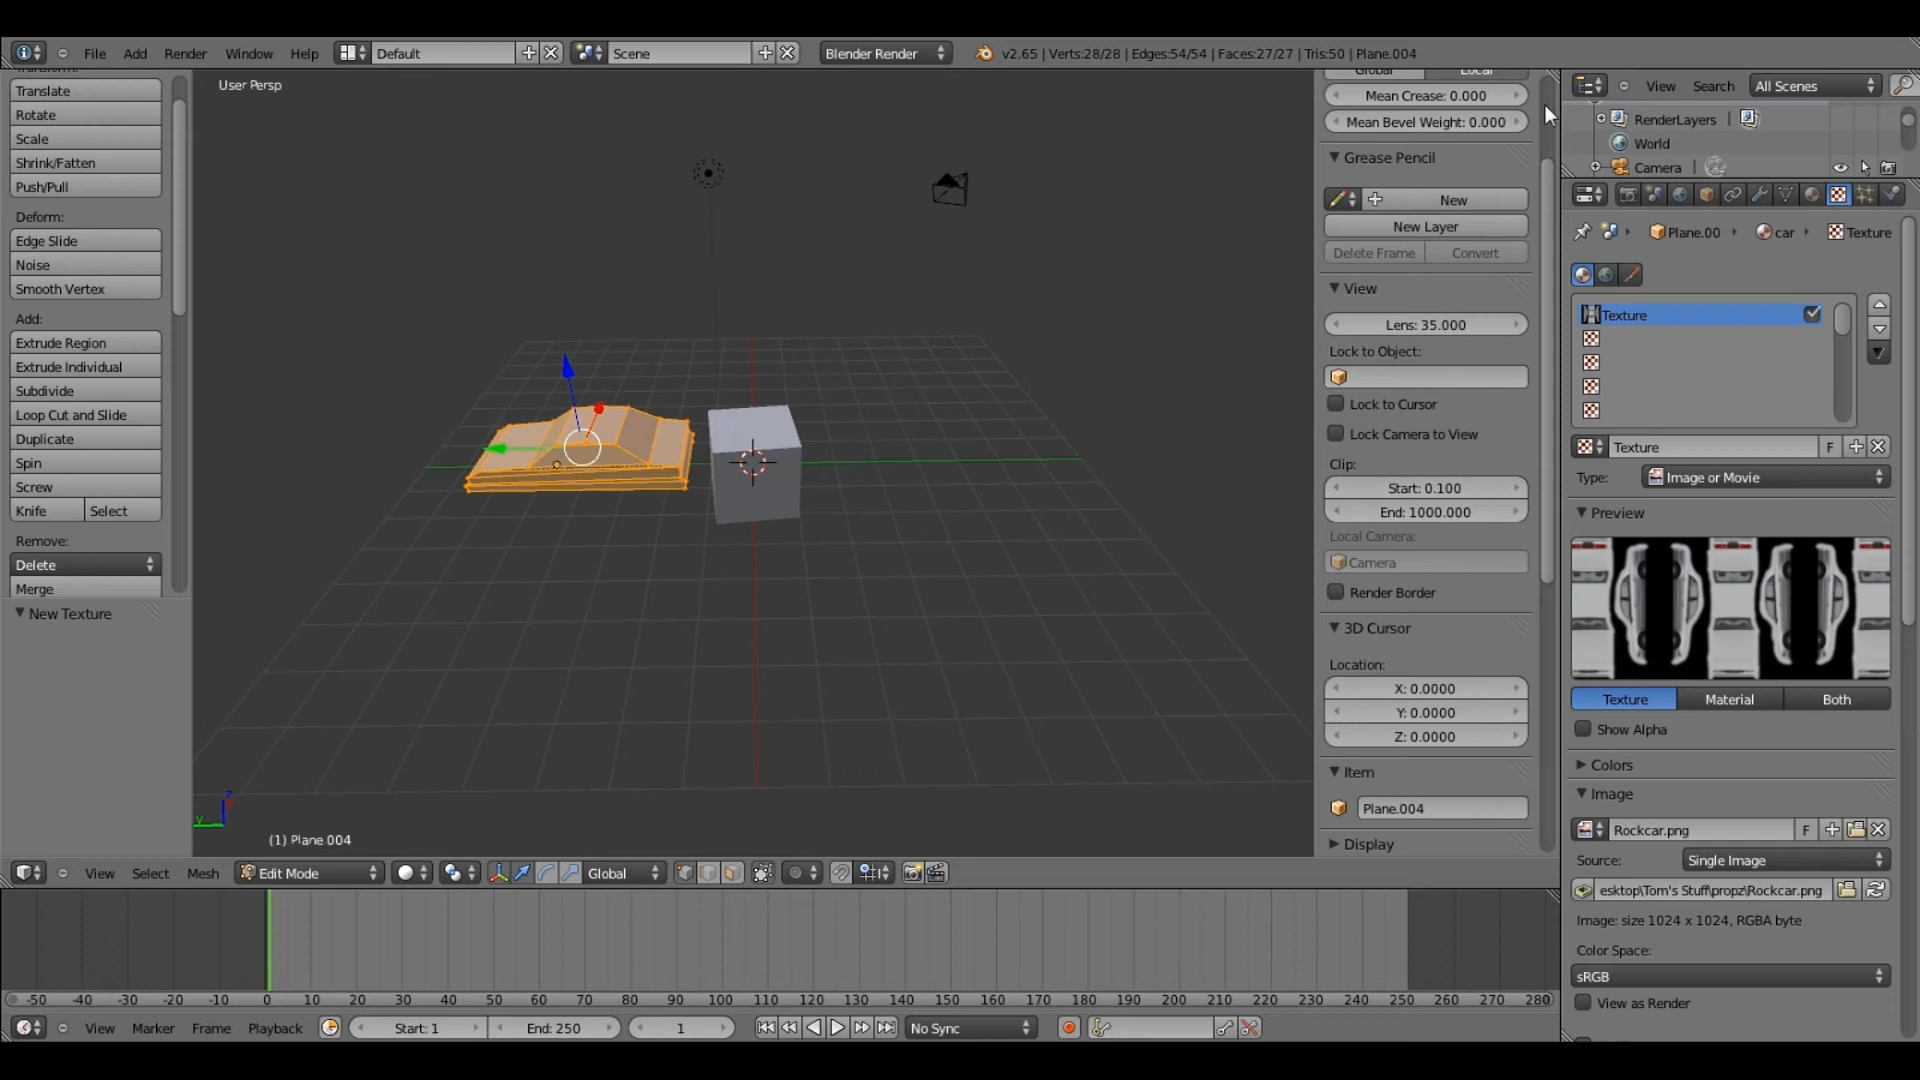 File Add Render Window Help Default Scene Blender Render v2.65 | Verts:28/28 | Edges:54/54 | Faces:27/27 | Tris:50 | Plane.004
Translate
Rotate
Scale
Shrink/Fatten
Push/Pull
Deform:
Edge Slide
Noise
Smooth Vertex
Add:
Extrude Region
Extrude Individual
Subdivide
Loop Cut and Slide
Duplicate
Spin
Screw
Knife Select
Remove:
Delete
Merge
New Texture
User Persp
z
y
(1) Plane 004
Global Local
Mean Crease: 0.000
Mean Bevel Weight: 0.000
Grease Pencil
New
New Layer
Delete Frame Convert
View
Lens: 35.000
Lock to Object:
Lock to Cursor
Lock Camera to View
Clip:
Start: 0.100
End: 1000.000
Local Camera:
Camera
Render Border
3D Cursor
Location:
X: 0.0000
Y: 0.0000
Z: 0.0000
Item
Plane.004
Display
View Search All Scenes
RenderLayers |
World
Camera
Plane.00 car Texture
Texture
Texture F
Type: Image or Movie
Preview
Texture Material Both
Show Alpha
Colors
Image
Rockcar.png F
Source: Single Image
esktop\Tom's Stuff\propz\Rockcar.png
Image: size 1024 x 1024, RGBA byte
Color Space:
sRGB
View as Render
View Select Mesh Edit Mode Global
-50 -40 -30 -20 -10 0 10 20 30 40 50 60 70 80 90 100 110 120 130 140 150 160 170 180 190 200 210 220 230 240 250 260 270 280
View Marker Frame Playback Start: 1 End: 250 1 No Sync